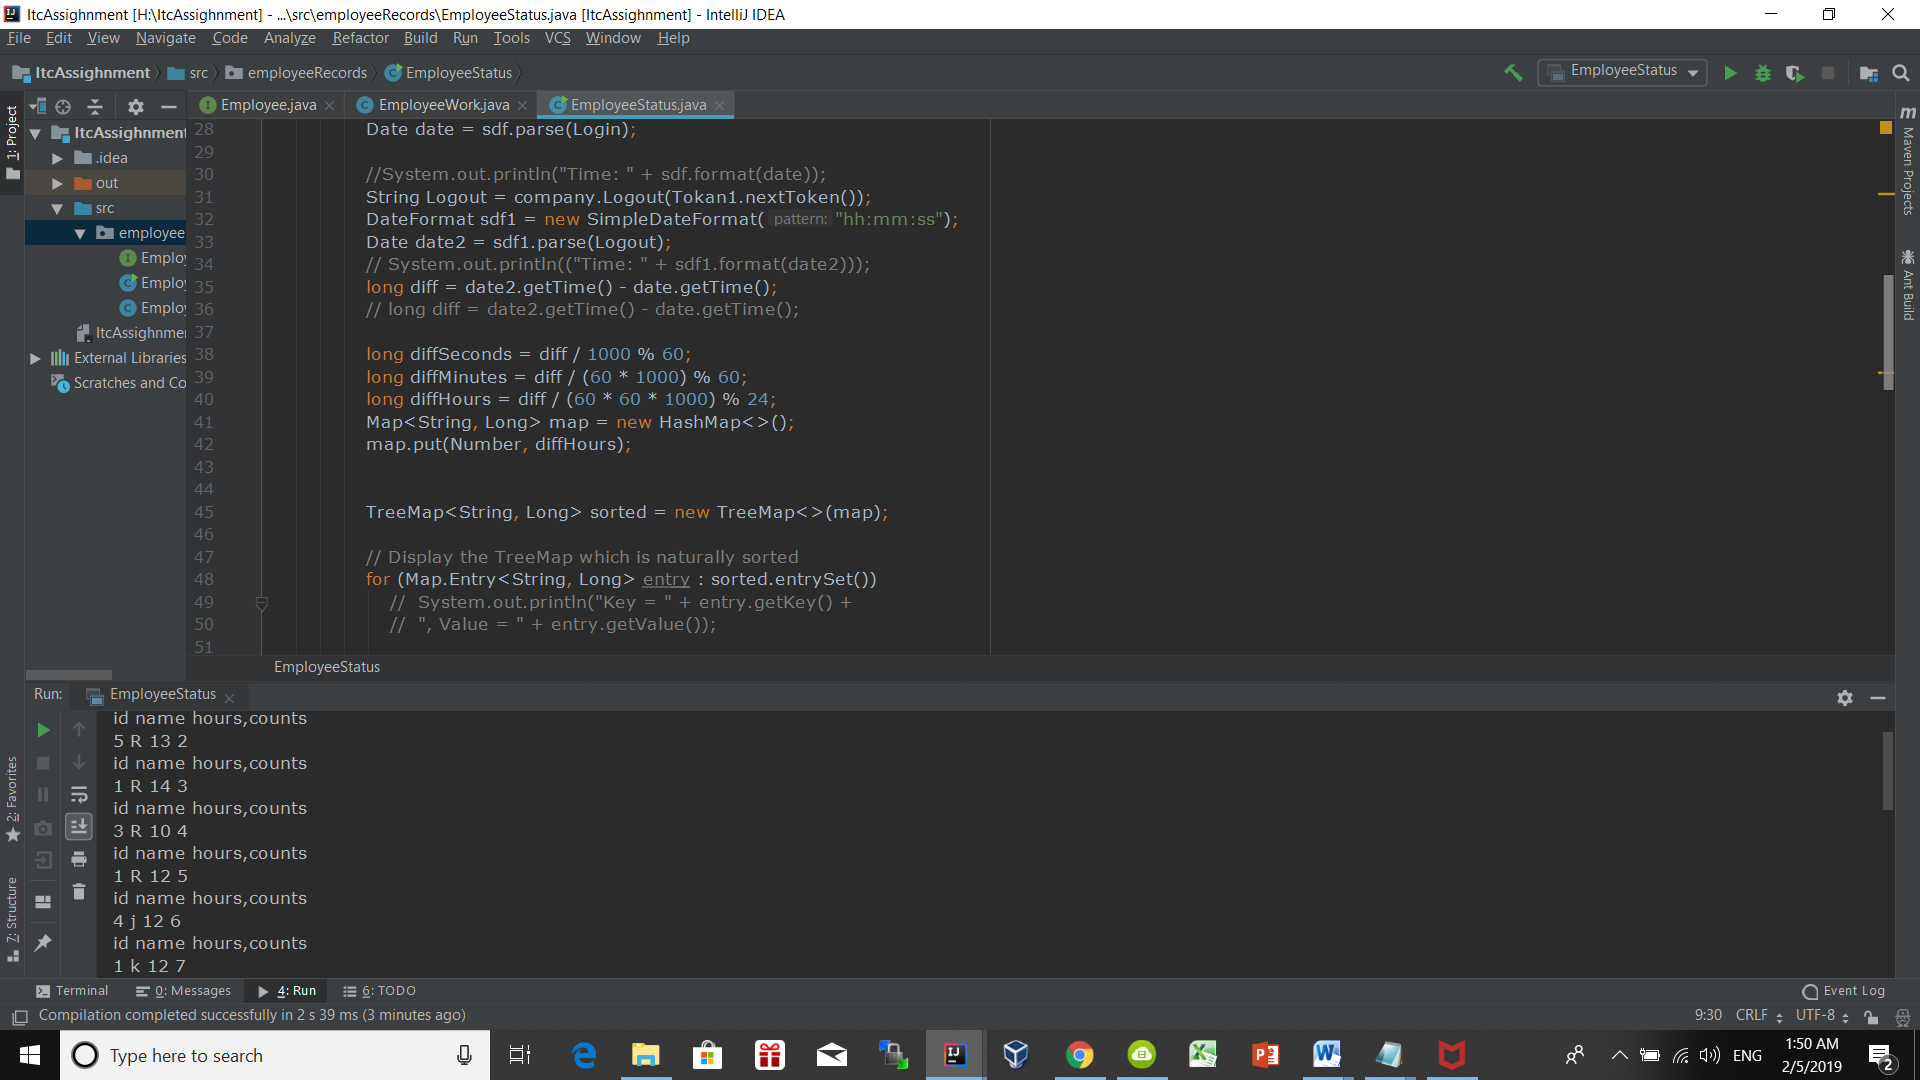 ItcAssighnment [H:\ItcAssighnment] - ...\src\employeeRecords\EmployeeStatus.java [ItcAssighnment] - IntelliJ IDEA
File Edit View Navigate Code Analyze Refactor Build Run Tools VCS Window Help
ItcAssighnment src employeeRecords EmployeeStatus
EmployeeStatus
Employee.java EmployeeWork.java EmployeeStatus.java
1: Project
ItcAssighnment
.idea
out
src
employee
Employ
Employ
Employ
ItcAssighnmer
External Libraries
Scratches and Co
28 Date date = sdf.parse(Login);
29
30 //System.out.println("Time: " + sdf.format(date));
31 String Logout = company.Logout(Tokan1.nextToken());
32 DateFormat sdf1 = new SimpleDateFormat( pattern: "hh:mm:ss");
33 Date date2 = sdf1.parse(Logout);
34 // System.out.println(("Time: " + sdf1.format(date2)));
35 long diff = date2.getTime() - date.getTime();
36 // long diff = date2.getTime() - date.getTime();
37
38 long diffSeconds = diff / 1000 % 60;
39 long diffMinutes = diff / (60 * 1000) % 60;
40 long diffHours = diff / (60 * 60 * 1000) % 24;
41 Map<String, Long> map = new HashMap<>();
42 map.put(Number, diffHours);
43
44
45 TreeMap<String, Long> sorted = new TreeMap<>(map);
46
47 // Display the TreeMap which is naturally sorted
48 for (Map.Entry<String, Long> entry : sorted.entrySet())
49 // System.out.println("Key = " + entry.getKey() +
50 // ", Value = " + entry.getValue());
51
EmployeeStatus
Maven Projects
Ant Build
Run: EmployeeStatus
id name hours,counts
5 R 13 2
id name hours,counts
1 R 14 3
id name hours,counts
3 R 10 4
id name hours,counts
1 R 12 5
id name hours,counts
4 j 12 6
id name hours,counts
1 k 12 7
2: Favorites
7: Structure
Terminal 0: Messages 4: Run 6: TODO Event Log
Compilation completed successfully in 2 s 39 ms (3 minutes ago) 9:30 CRLF UTF-8
Type here to search
ENG
1:50 AM
2/5/2019
2